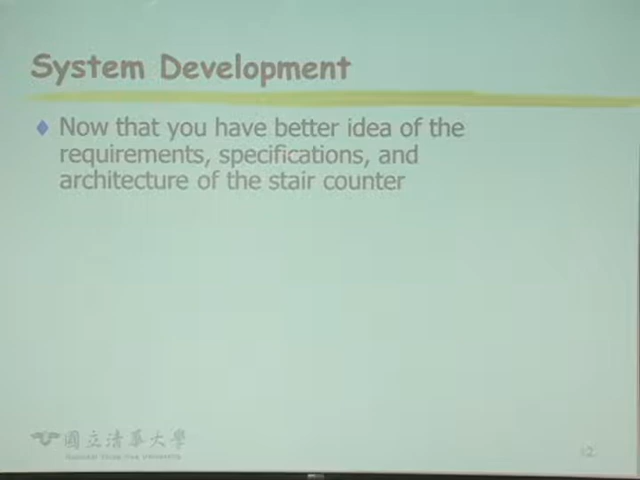 System Development
Now that you have better idea of the
requirements, specifications, and
architecture of the stair counter
國立清華大學
National Tsing Hua University